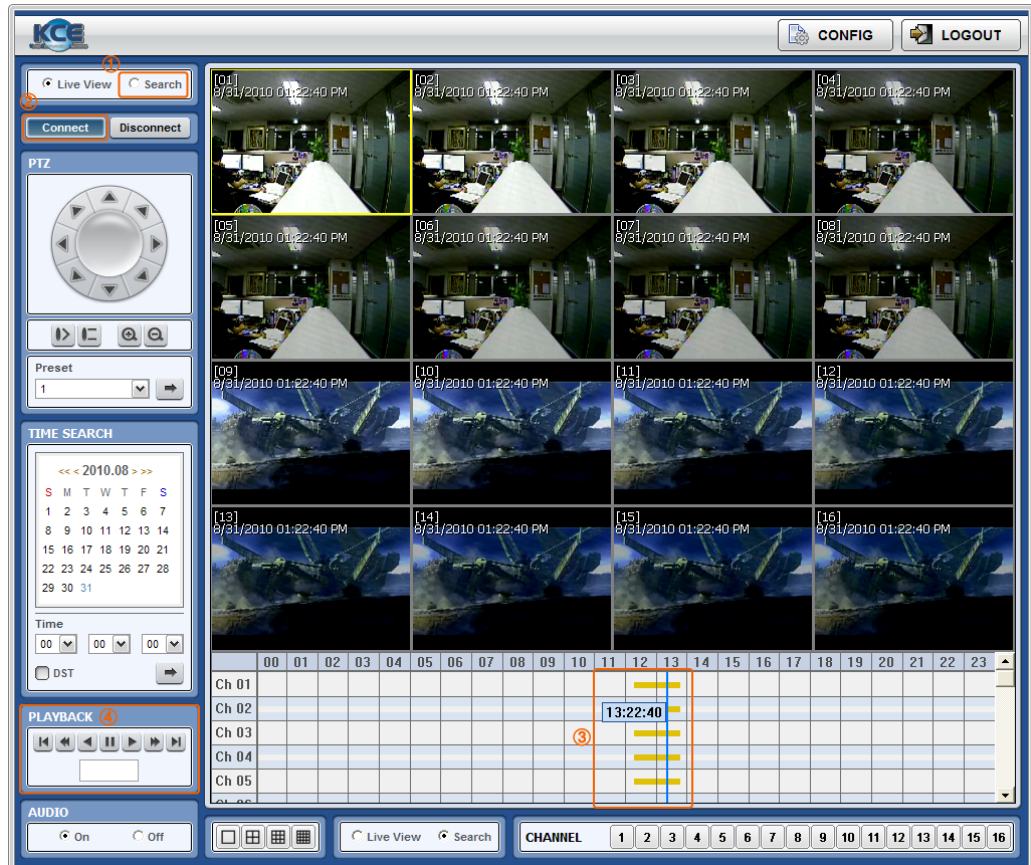 KCE
CONFIG
LOGOUT
①
Live View
Search
②
Connect
Disconnect
PTZ
Preset
1
TIME SEARCH
<< < 2010.08 > >>
S M T W T F S
1 2 3 4 5 6 7
8 9 10 11 12 13 14
15 16 17 18 19 20 21
22 23 24 25 26 27 28
29 30 31
Time
00 00 00
DST
PLAYBACK ④
AUDIO
On
Off
[01]
8/31/2010 01:22:40 PM
[02]
8/31/2010 01:22:40 PM
[03]
8/31/2010 01:22:40 PM
[04]
8/31/2010 01:22:40 PM
[05]
8/31/2010 01:22:40 PM
[06]
8/31/2010 01:22:40 PM
[07]
8/31/2010 01:22:40 PM
[08]
8/31/2010 01:22:40 PM
[09]
8/31/2010 01:22:40 PM
[10]
8/31/2010 01:22:40 PM
[11]
8/31/2010 01:22:40 PM
[12]
8/31/2010 01:22:40 PM
[13]
8/31/2010 01:22:40 PM
[14]
8/31/2010 01:22:40 PM
[15]
8/31/2010 01:22:40 PM
[16]
8/31/2010 01:22:40 PM
00 01 02 03 04 05 06 07 08 09 10 11 12 13 14 15 16 17 18 19 20 21 22 23
Ch 01
Ch 02
13:22:40
Ch 03
③
Ch 04
Ch 05
Live View
Search
CHANNEL
1 2 3 4 5 6 7 8 9 10 11 12 13 14 15 16